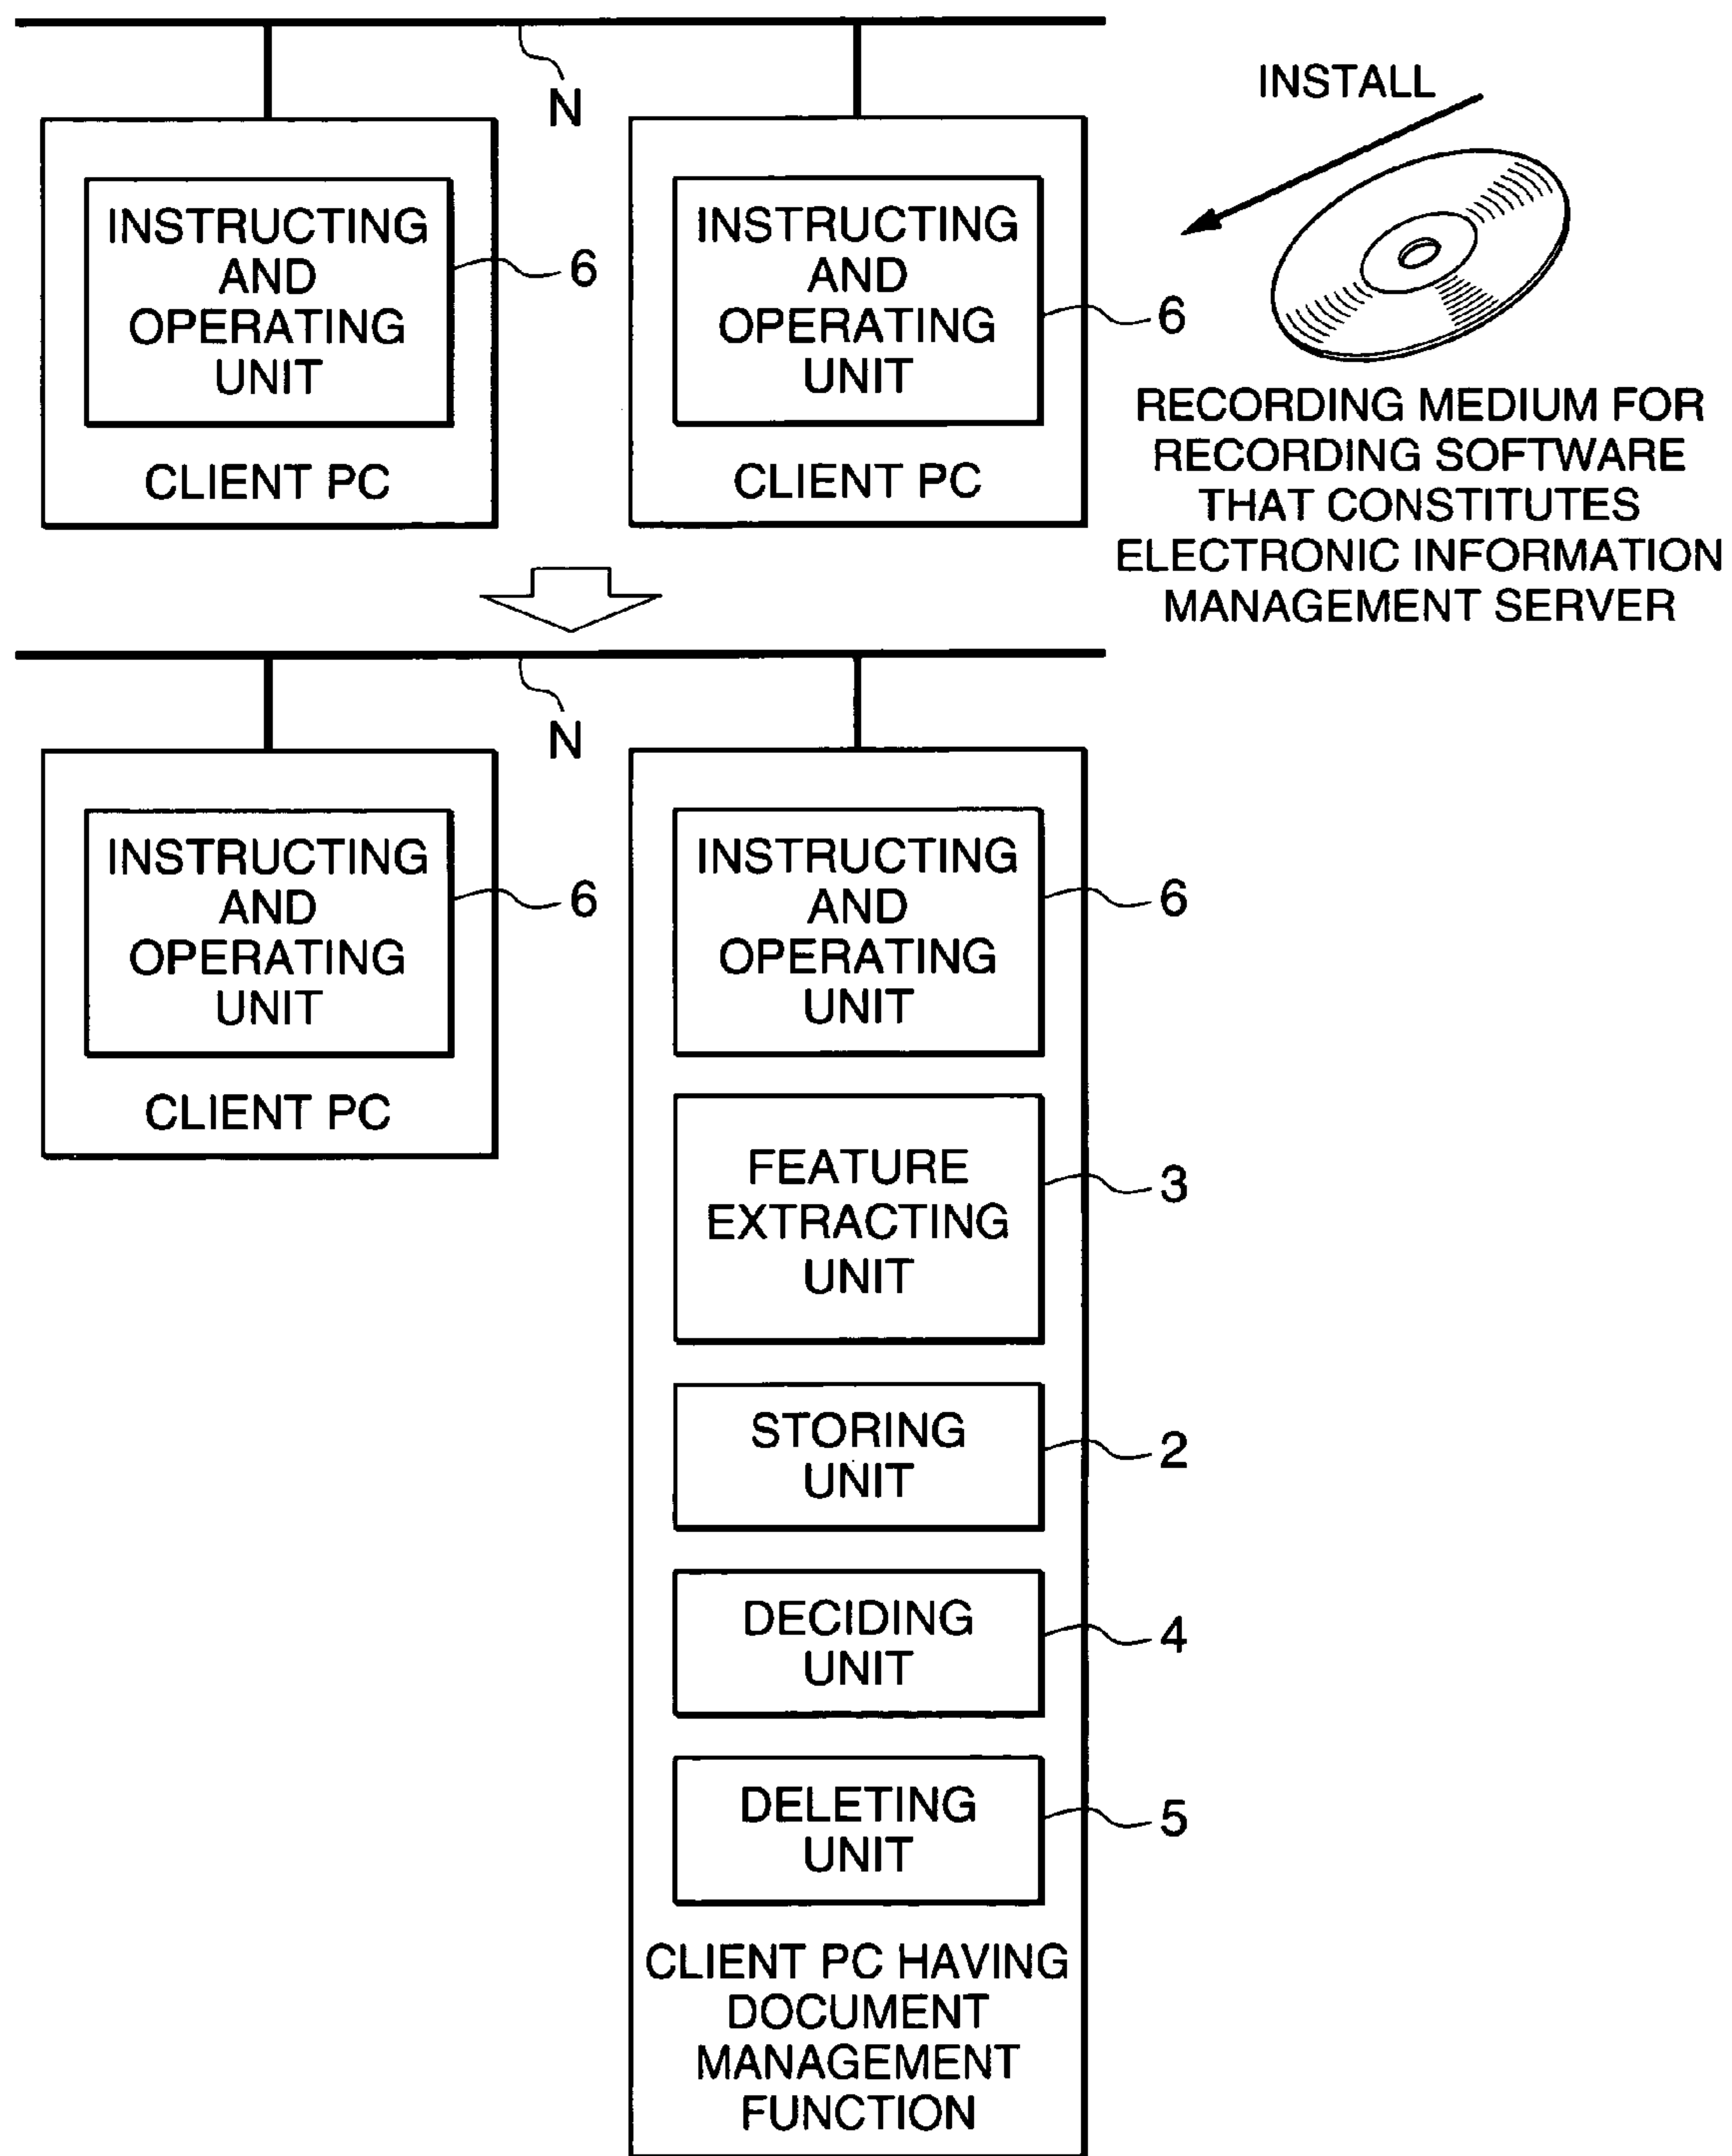 N
INSTALL
INSTRUCTING
AND
OPERATING
UNIT
6
CLIENT PC
INSTRUCTING
AND
OPERATING
UNIT
6
CLIENT PC
RECORDING MEDIUM FOR
RECORDING SOFTWARE
THAT CONSTITUTES
ELECTRONIC INFORMATION
MANAGEMENT SERVER
N
INSTRUCTING
AND
OPERATING
UNIT
6
CLIENT PC
INSTRUCTING
AND
OPERATING
UNIT
6
FEATURE
EXTRACTING
UNIT
3
STORING
UNIT
2
DECIDING
UNIT
4
DELETING
UNIT
5
CLIENT PC HAVING
DOCUMENT
MANAGEMENT
FUNCTION